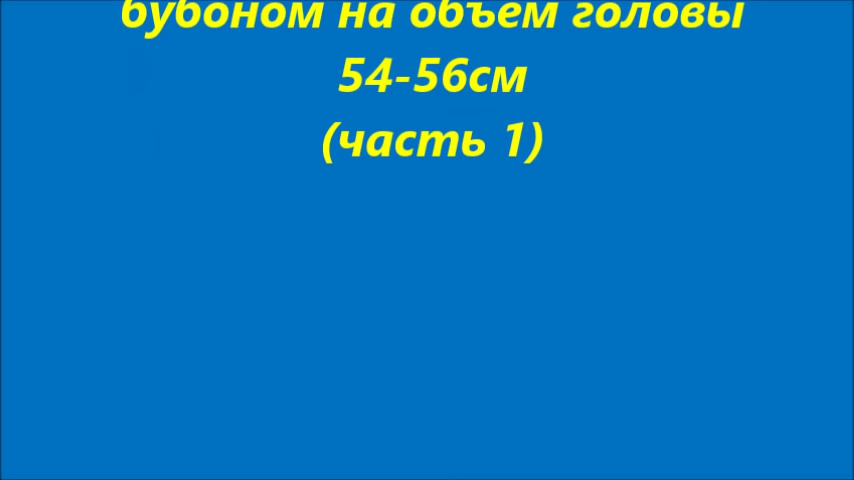 бубоном на объем головы
54-56см
(часть 1)